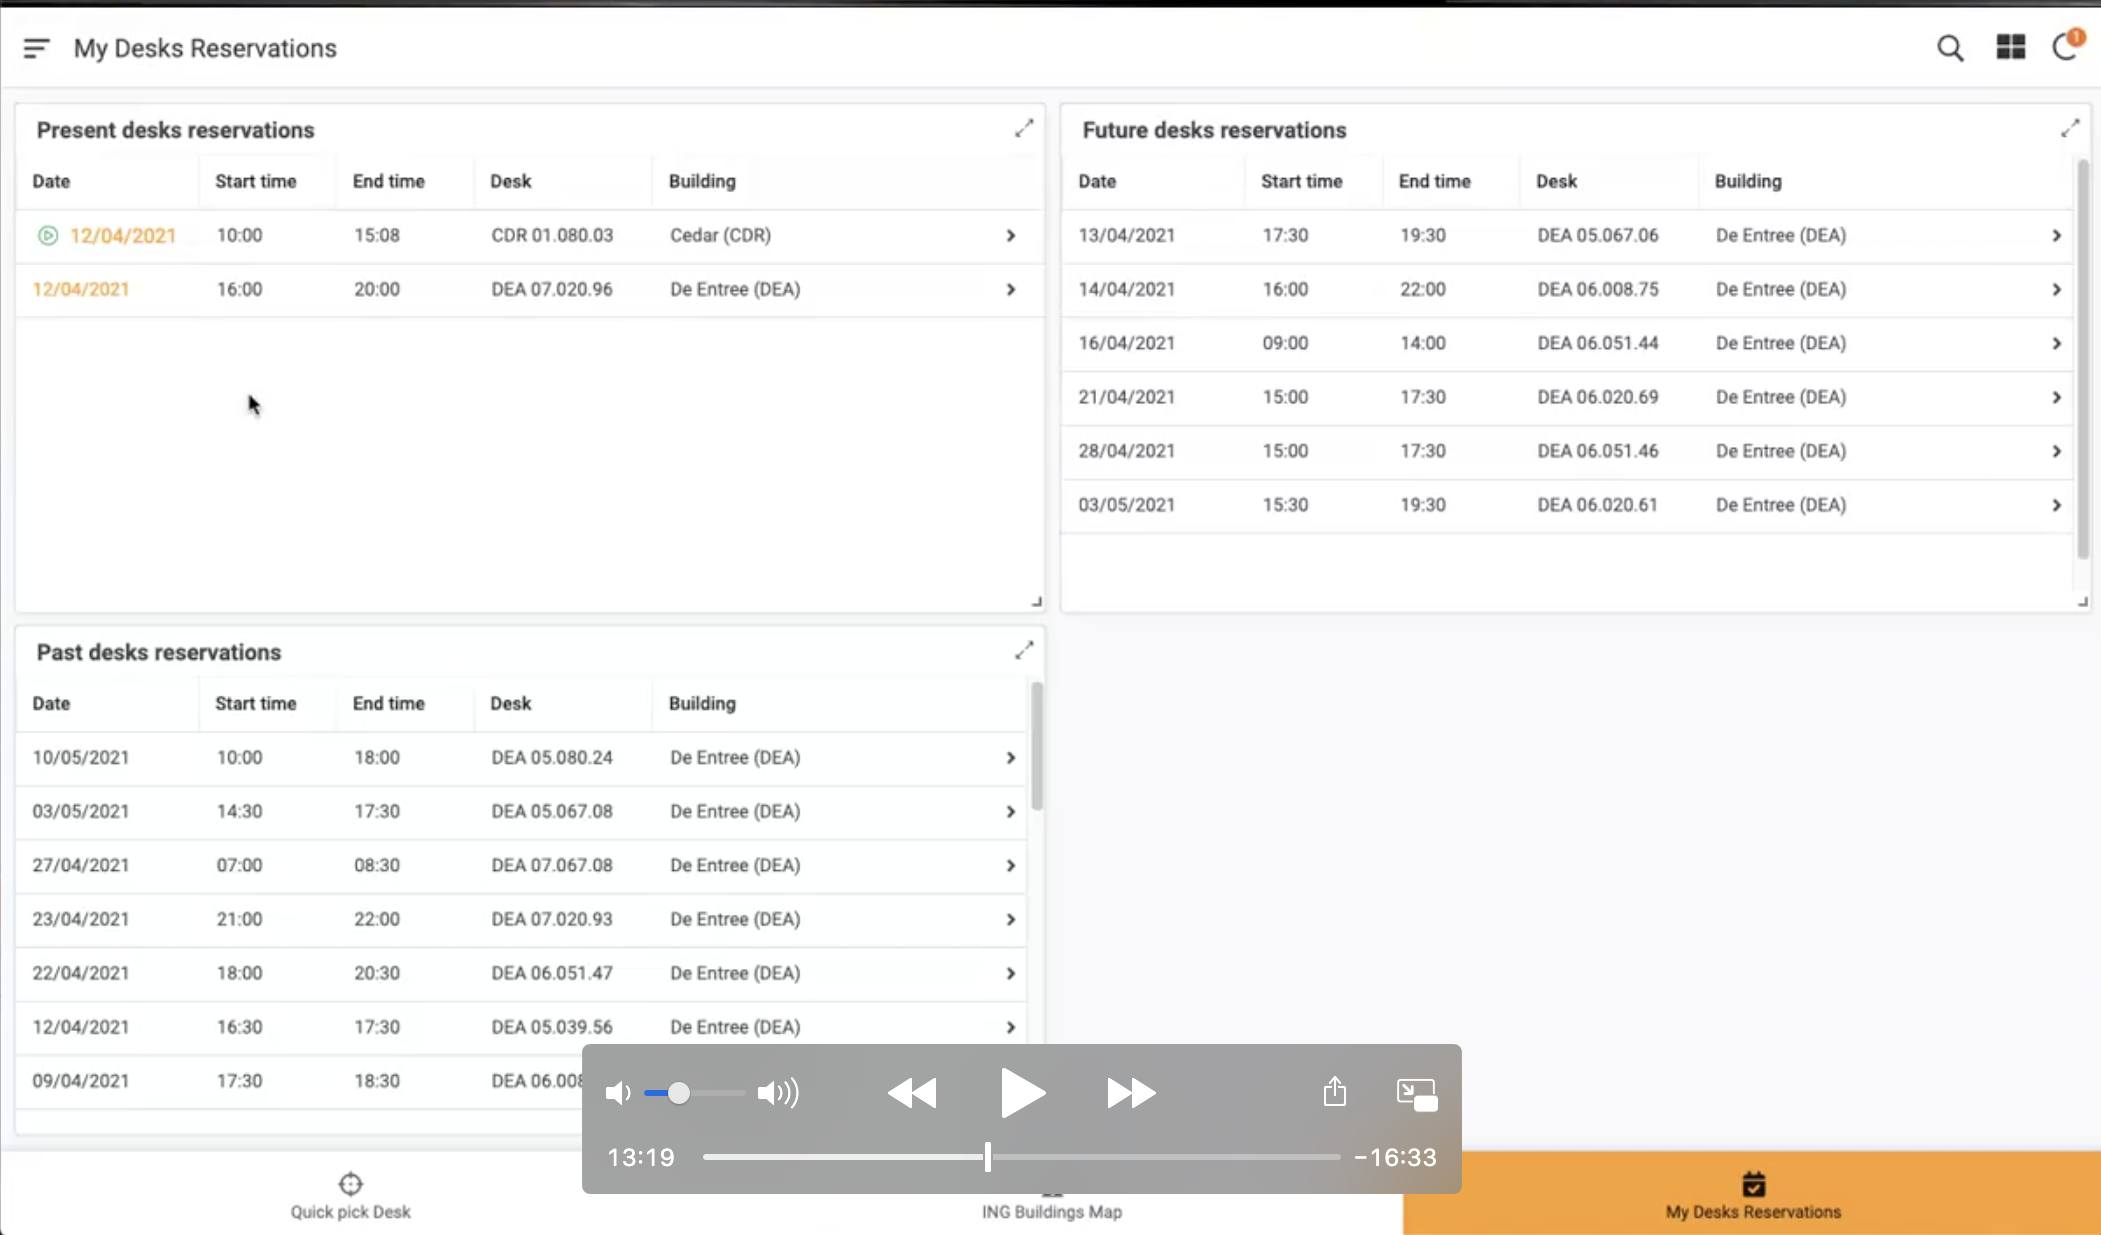 My Desks Reservations
1
Present desks reservations
Date Start time End time Desk Building
12/04/2021 10:00 15:08 CDR 01.080.03 Cedar (CDR)
12/04/2021 16:00 20:00 DEA 07.020.96 De Entree (DEA)
Future desks reservations
Date Start time End time Desk Building
13/04/2021 17:30 19:30 DEA 05.067.06 De Entree (DEA)
14/04/2021 16:00 22:00 DEA 06.008.75 De Entree (DEA)
16/04/2021 09:00 14:00 DEA 06.051.44 De Entree (DEA)
21/04/2021 15:00 17:30 DEA 06.020.69 De Entree (DEA)
28/04/2021 15:00 17:30 DEA 06.051.46 De Entree (DEA)
03/05/2021 15:30 19:30 DEA 06.020.61 De Entree (DEA)
Past desks reservations
Date Start time End time Desk Building
10/05/2021 10:00 18:00 DEA 05.080.24 De Entree (DEA)
03/05/2021 14:30 17:30 DEA 05.067.08 De Entree (DEA)
27/04/2021 07:00 08:30 DEA 07.067.08 De Entree (DEA)
23/04/2021 21:00 22:00 DEA 07.020.93 De Entree (DEA)
22/04/2021 18:00 20:30 DEA 06.051.47 De Entree (DEA)
12/04/2021 16:30 17:30 DEA 05.039.56 De Entree (DEA)
09/04/2021 17:30 18:30 DEA 06.008
13:19 -16:33
Quick pick Desk
ING Buildings Map
My Desks Reservations